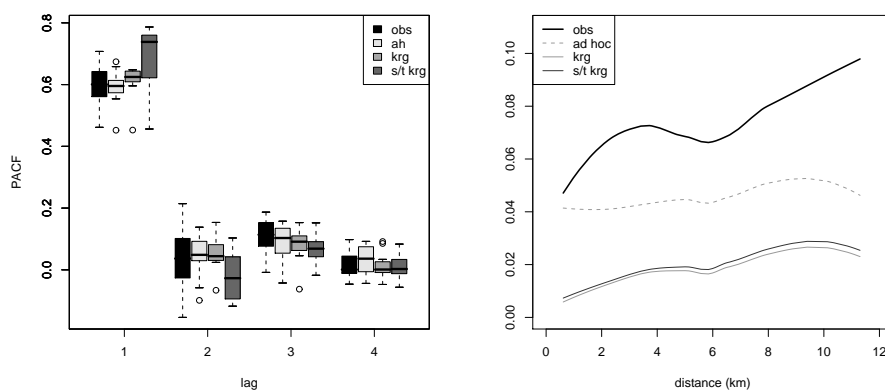 0.8
0.6
0.4
0.2
0.0
PACF
1
2
3
4
lag
obs
ah
krg
s/t krg
0.10
0.08
0.06
0.04
0.02
0.00
0
2
4
6
8
10
12
distance (km)
obs
ad hoc
krg
s/t krg